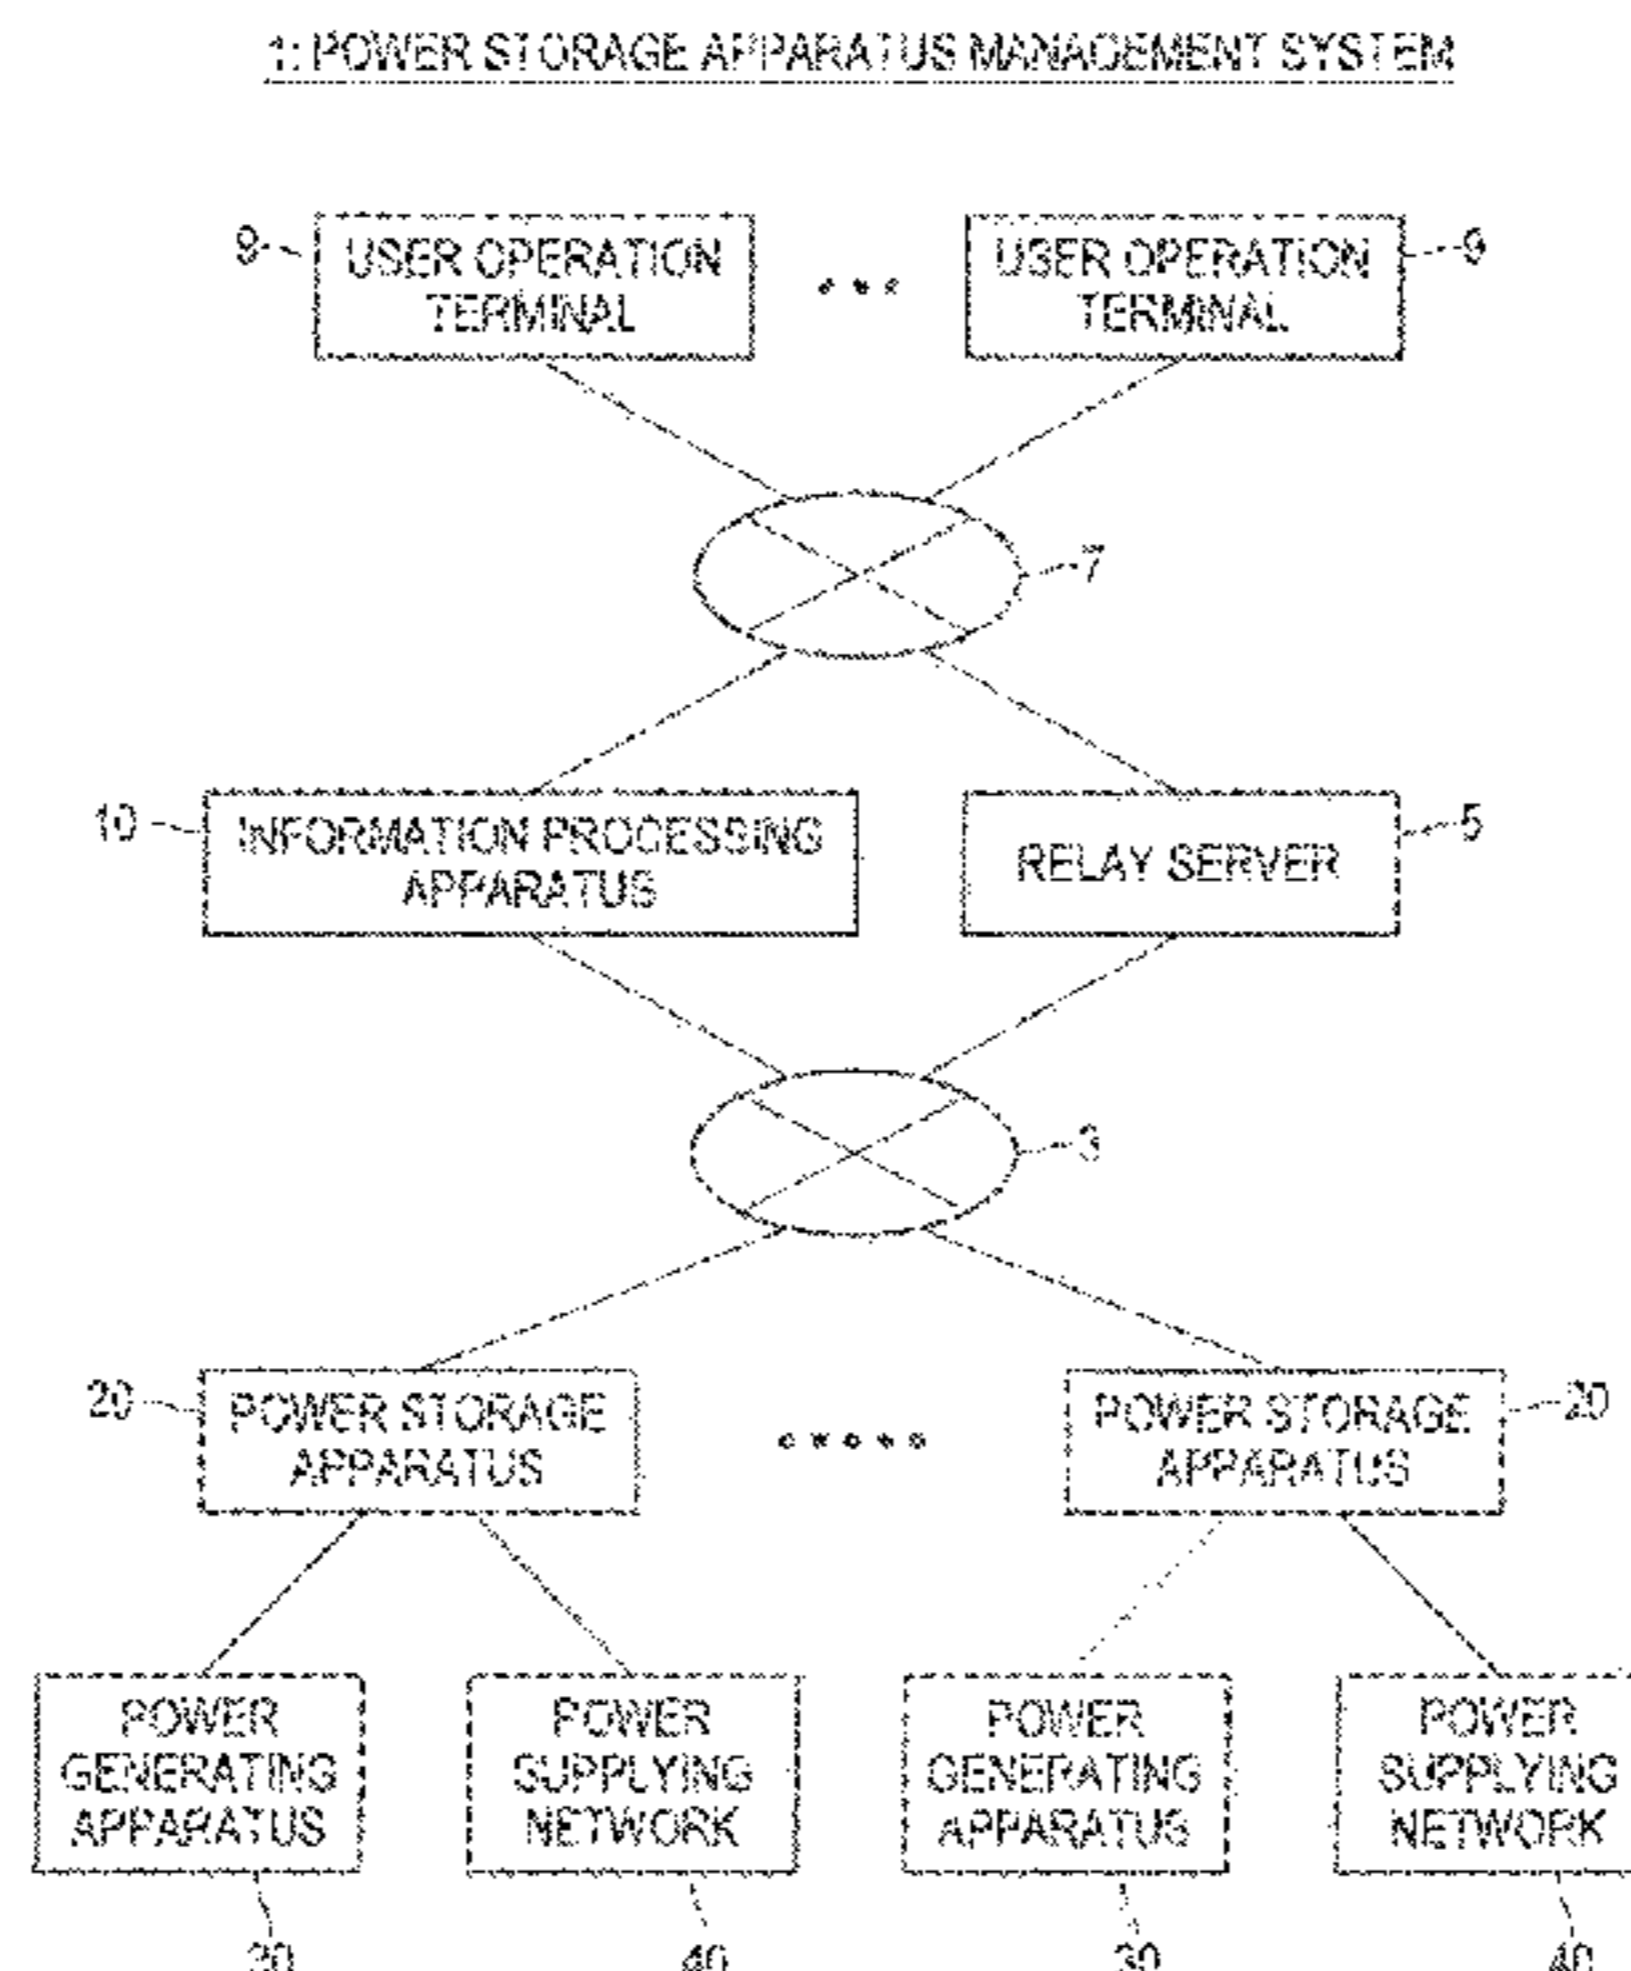 1: POWER STORAGE APPARATUS MANAGEMENT SYSTEM
9
USER OPERATION
TERMINAL
USER OPERATION
TERMINAL
9
7
10
INFORMATION PROCESSING
APPARATUS
RELAY SERVER
5
3
20
POWER STORAGE
APPARATUS
POWER STORAGE
APPARATUS
20
POWER
GENERATING
APPARATUS
POWER
SUPPLYING
NETWORK
POWER
GENERATING
APPARATUS
POWER
SUPPLYING
NETWORK
30
40
30
40